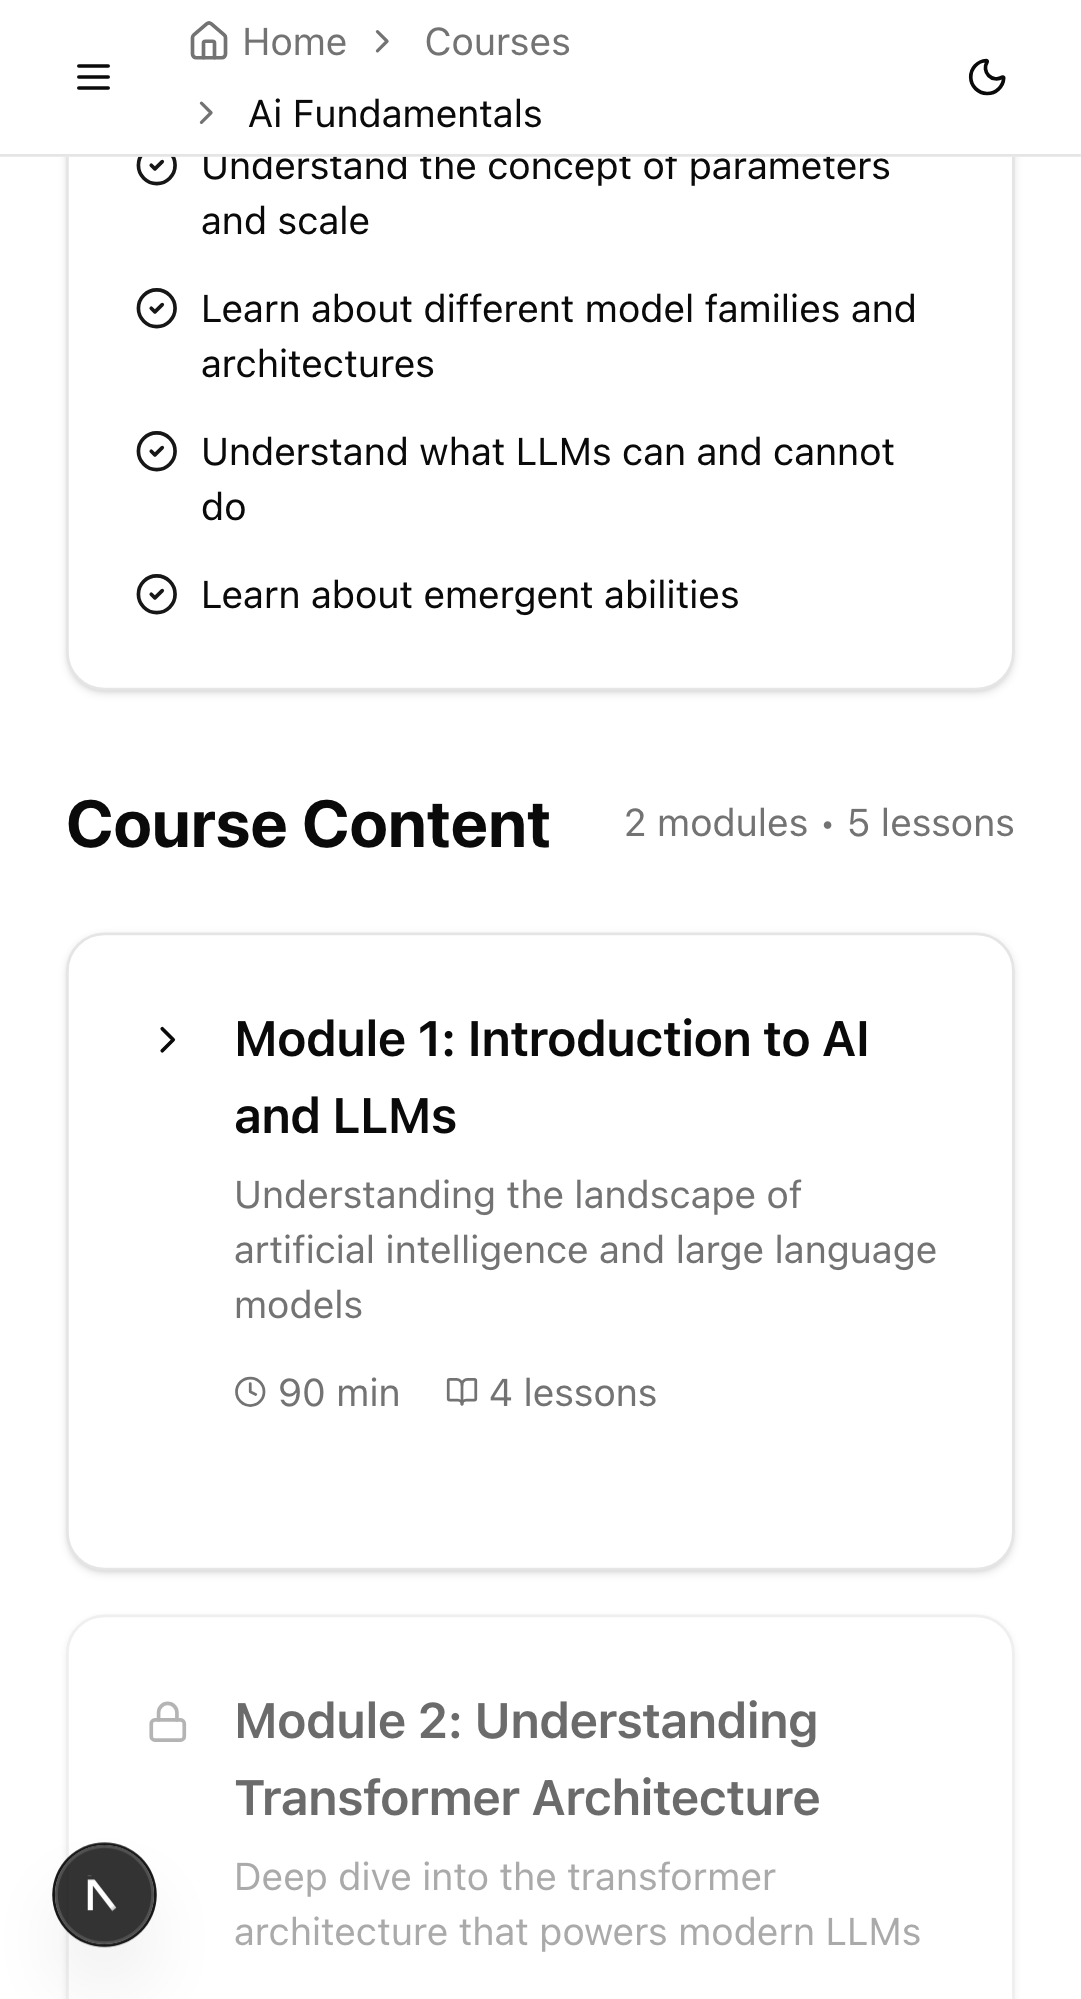 Home > Courses
> Ai Fundamentals
Understand the concept of parameters
and scale
Learn about different model families and
architectures
Understand what LLMs can and cannot
do
Learn about emergent abilities
Course Content 2 modules • 5 lessons
Module 1: Introduction to AI
and LLMs
Understanding the landscape of
artificial intelligence and large language
models
90 min 4 lessons
Module 2: Understanding
Transformer Architecture
Deep dive into the transformer
architecture that powers modern LLMs
N